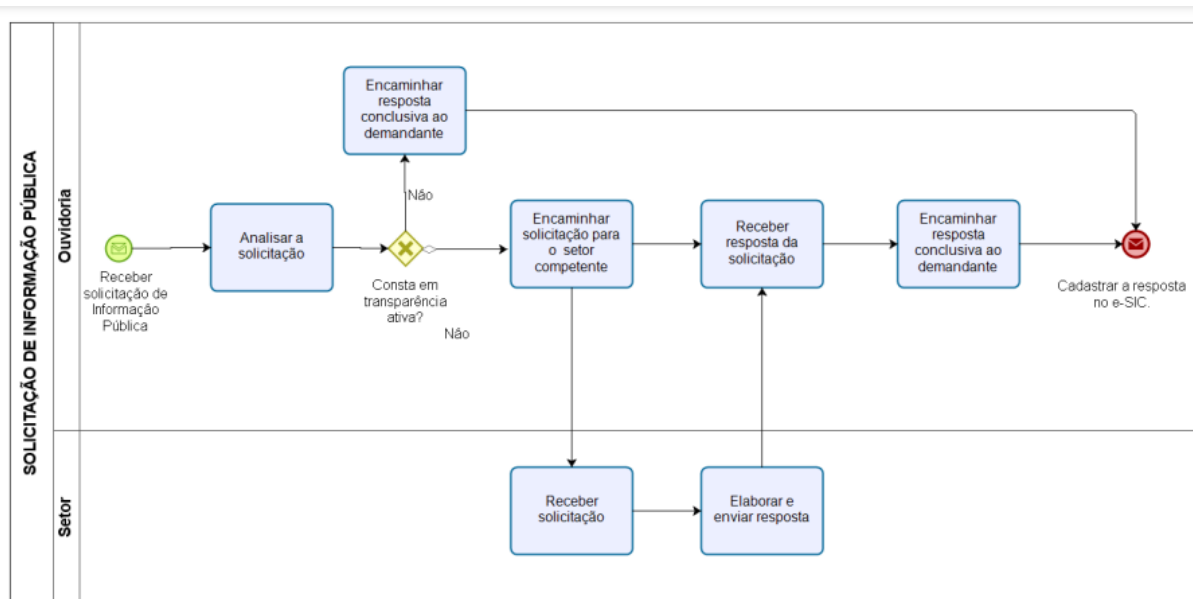 SOLICITAÇÃO DE INFORMAÇÃO PÚBLICA
Ouvidoria
Receber
solicitação de
Informação
Pública
Analisar a
solicitação
Consta em
transparência
ativa?
Não
Encaminhar
resposta
conclusiva ao
demandante
Não
Encaminhar
solicitação para
o setor
competente
Receber
resposta da
solicitação
Encaminhar
resposta
conclusiva ao
demandante
Cadastrar a resposta
no e-SIC.
Setor
Receber
solicitação
Elaborar e
enviar resposta